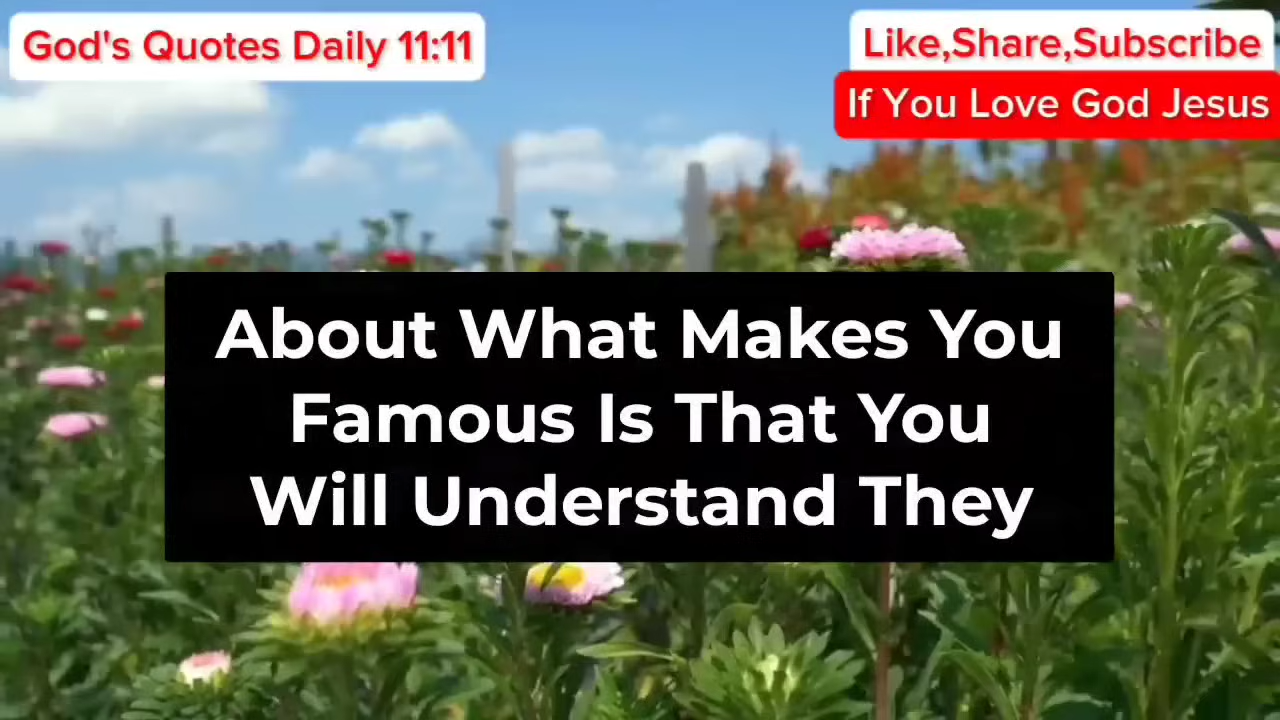 God's Quotes Daily 11:11
Like,Share,Subscribe
If You Love God Jesus
About What Makes You
Famous Is That You
Will Understand They